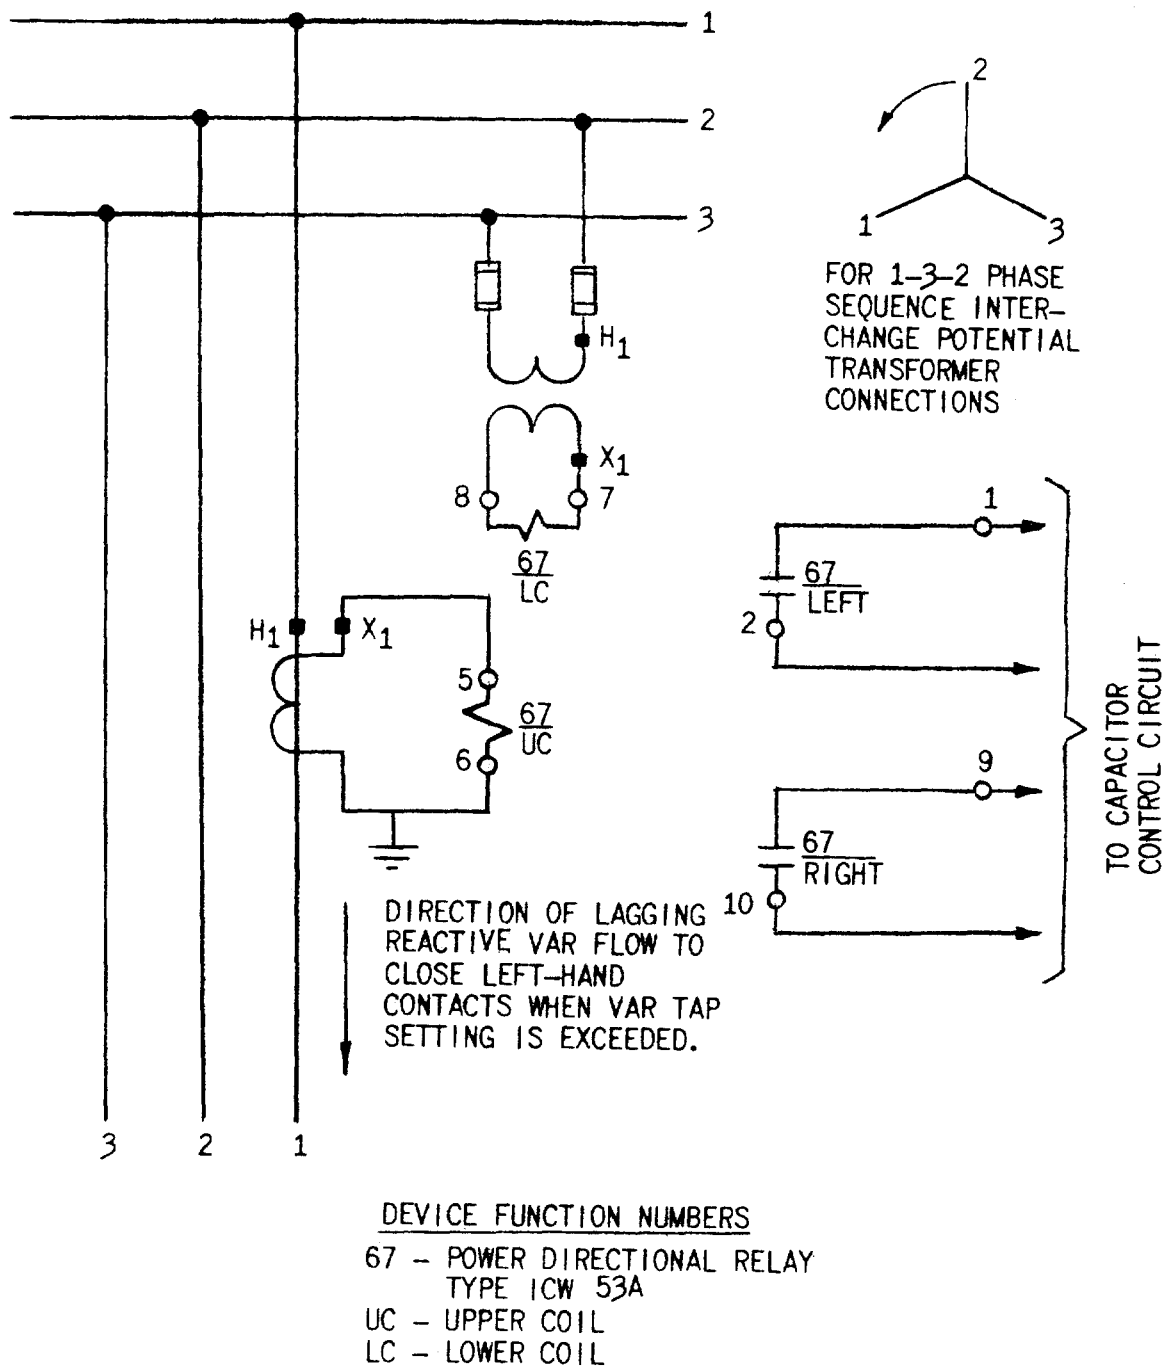 1
2
3
2
1
3
FOR 1-3-2 PHASE
SEQUENCE INTER-
CHANGE POTENTIAL
TRANSFORMER
CONNECTIONS
H1
X1
8
7
67
LC
H1
X1
5
67
UC
6
1
67
LEFT
2
9
67
RIGHT
10
TO CAPACITOR
CONTROL CIRCUIT
DIRECTION OF LAGGING
REACTIVE VAR FLOW TO
CLOSE LEFT-HAND
CONTACTS WHEN VAR TAP
SETTING IS EXCEEDED.
3
2
1
DEVICE FUNCTION NUMBERS
67 - POWER DIRECTIONAL RELAY
TYPE ICW 53A
UC - UPPER COIL
LC - LOWER COIL